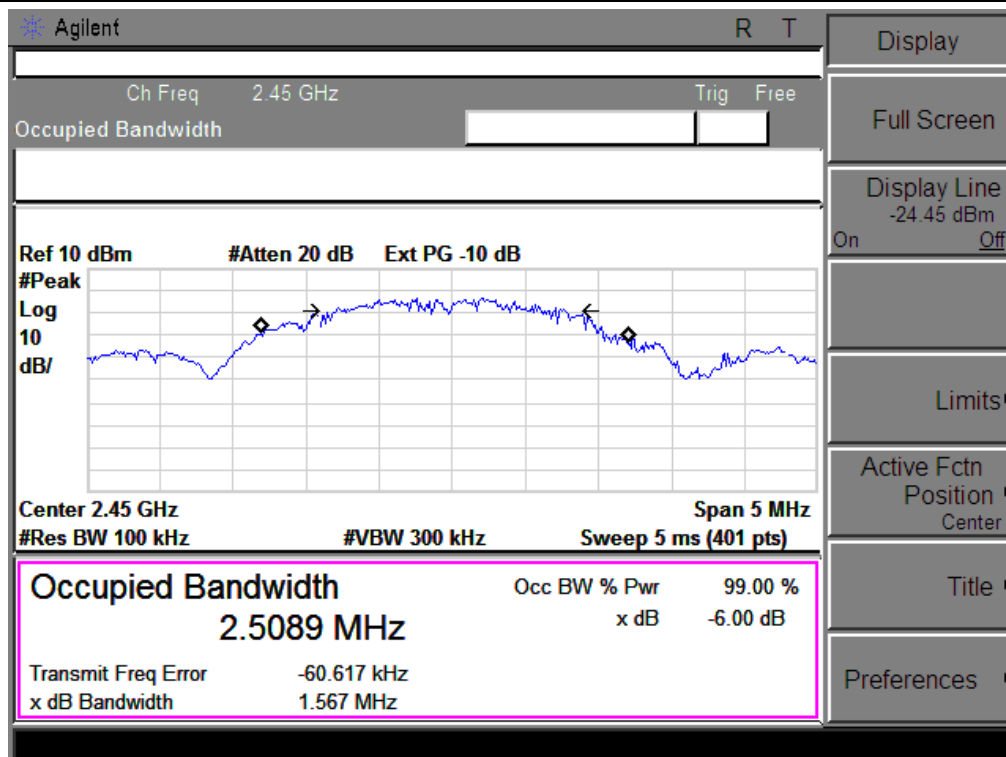 Agilent R T
Ch Freq 2.45 GHz Trig Free
Occupied Bandwidth
Ref 10 dBm #Atten 20 dB Ext PG -10 dB
#Peak
Log
10
dB/
Center 2.45 GHz Span 5 MHz
#Res BW 100 kHz #VBW 300 kHz Sweep 5 ms (401 pts)
Occupied Bandwidth
2.5089 MHz
Occ BW % Pwr 99.00 %
x dB -6.00 dB
Transmit Freq Error -60.617 kHz
x dB Bandwidth 1.567 MHz
Display
Full Screen
Display Line
-24.45 dBm
On Off
Limits
Active Fctn
Position
Center
Title
Preferences